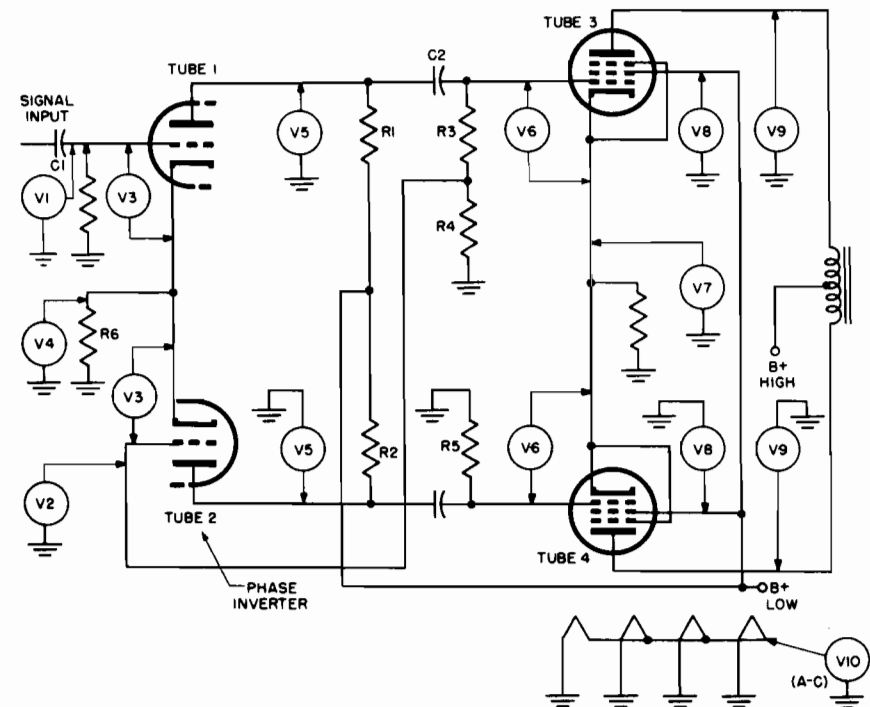 TUBE 3
C2
TUBE 1
SIGNAL
INPUT
C1
V1
V3
V5
R1
R3
V6
V8
V9
R4
V7
V4
R6
B+
HIGH
V3
V5
R2
R5
V6
V8
V9
V2
TUBE 2
TUBE 4
PHASE
INVERTER
B+
LOW
V10
(A-C)